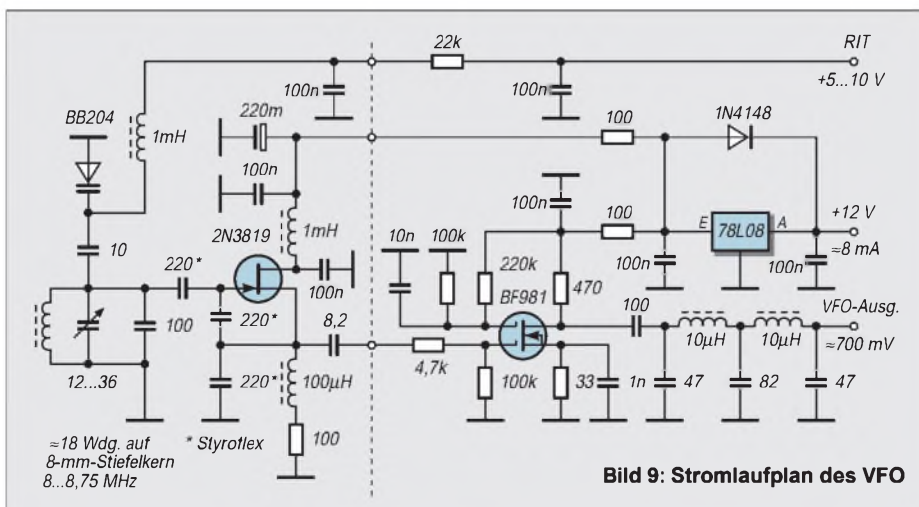 22k
RIT
+5...10 V
100n
100n
BB204
1mH
220m
100
1N4148
100n
100n
2N3819
1mH
100
E
78L08
A
+12 V
≈8 mA
10
10n
100k
220k
470
100n
100n
220*
100n
BF981
100
VFO-Ausg.
≈700 mV
100
220*
8,2
10µH
10µH
12...36
220*
100µH
4,7k
100k
33
1n
47
82
47
100
≈18 Wdg. auf
8-mm-Stiefelkern
8...8,75 MHz
* Styroflex
Bild 9: Stromlaufplan des VFO